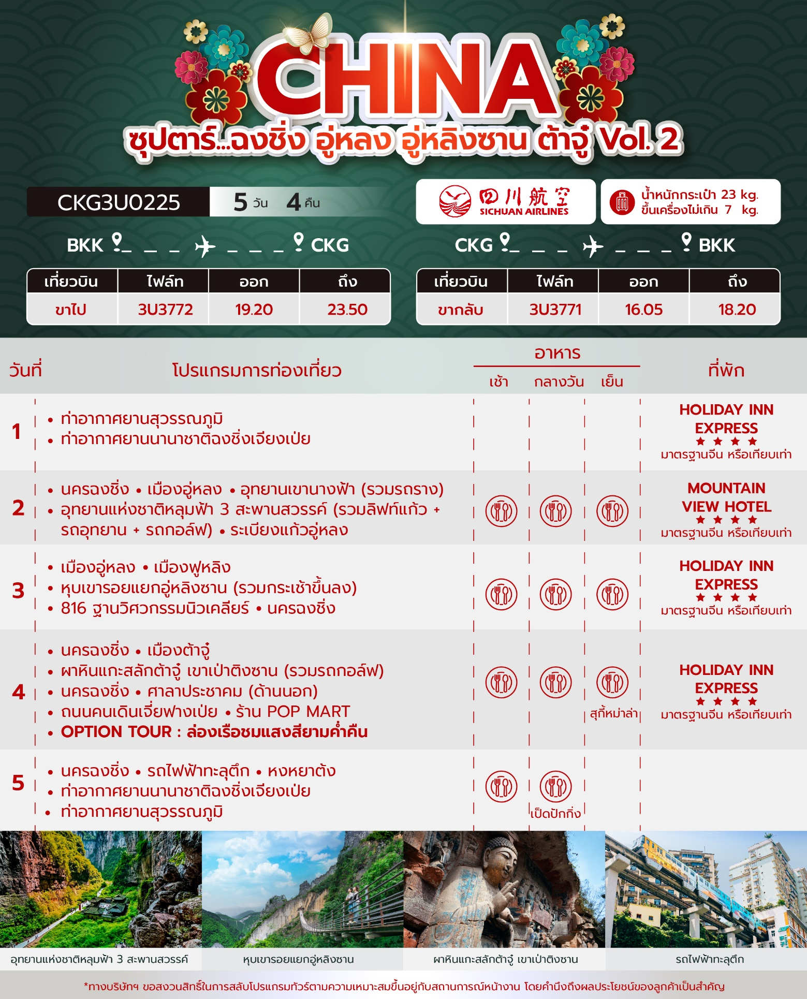 CHINA
ซุปตาร์...ฉงชิ่ง อู่หลง อู่หลิงซาน ต้าจู๋ Vol. 2
CKG3U0225
5 วัน 4 คืน
四川航空
SICHUAN AIRLINES
น้ำหนักกระเป๋า 23 kg.
ขึ้นเครื่องไม่เกิน 7 kg.
BKK CKG
CKG BKK
เที่ยวบิน ไฟล์ท ออก ถึง
ขาไป 3U3772 19.20 23.50
เที่ยวบิน ไฟล์ท ออก ถึง
ขากลับ 3U3771 16.05 18.20
วันที่ โปรแกรมการท่องเที่ยว อาหาร ที่พัก
เช้า กลางวัน เย็น
1
• ท่าอากาศยานสุวรรณภูมิ
• ท่าอากาศยานนานาชาติฉงชิ่งเจียงเป่ย
HOLIDAY INN
EXPRESS
★ ★ ★ ★
มาตรฐานจีน หรือเทียบเท่า
2
• นครฉงชิ่ง • เมืองอู่หลง • อุทยานเขานางฟ้า (รวมรถราง)
• อุทยานแห่งชาติหลุมฟ้า 3 สะพานสวรรค์ (รวมลิฟท์แก้ว +
รถอุทยาน + รถกอล์ฟ) • ระเบียงแก้วอู่หลง
MOUNTAIN
VIEW HOTEL
★ ★ ★ ★
มาตรฐานจีน หรือเทียบเท่า
3
• เมืองอู่หลง • เมืองฟูหลิง
• หุบเขารอยแยกอู่หลิงซาน (รวมกระเช้าขึ้นลง)
• 816 ฐานวิศวกรรมนิวเคลียร์ • นครฉงชิ่ง
HOLIDAY INN
EXPRESS
★ ★ ★ ★
มาตรฐานจีน หรือเทียบเท่า
4
• นครฉงชิ่ง • เมืองต้าจู๋
• ผาหินแกะสลักต้าจู๋ เขาเป่าติงซาน (รวมรถกอล์ฟ)
• นครฉงชิ่ง • ศาลาประชาคม (ด้านนอก)
• ถนนคนเดินเจี่ยฟางเป่ย • ร้าน POP MART
• OPTION TOUR : ล่องเรือชมแสงสียามค่ำคืน
สุกี้หม่าล่า
HOLIDAY INN
EXPRESS
★ ★ ★ ★
มาตรฐานจีน หรือเทียบเท่า
5
• นครฉงชิ่ง • รถไฟฟ้าทะลุตึก • หงหยาต้ง
• ท่าอากาศยานนานาชาติฉงชิ่งเจียงเป่ย
• ท่าอากาศยานสุวรรณภูมิ
เป็ดปักกิ่ง
อุทยานแห่งชาติหลุมฟ้า 3 สะพานสวรรค์
หุบเขารอยแยกอู่หลิงซาน
ผาหินแกะสลักต้าจู๋ เขาเป่าติงซาน
รถไฟฟ้าทะลุตึก
*ทางบริษัทฯ ขอสงวนสิทธิ์ในการสลับโปรแกรมทัวร์ตามความเหมาะสมขึ้นอยู่กับสถานการณ์หน้างาน โดยคำนึงถึงผลประโยชน์ของลูกค้าเป็นสำคัญ